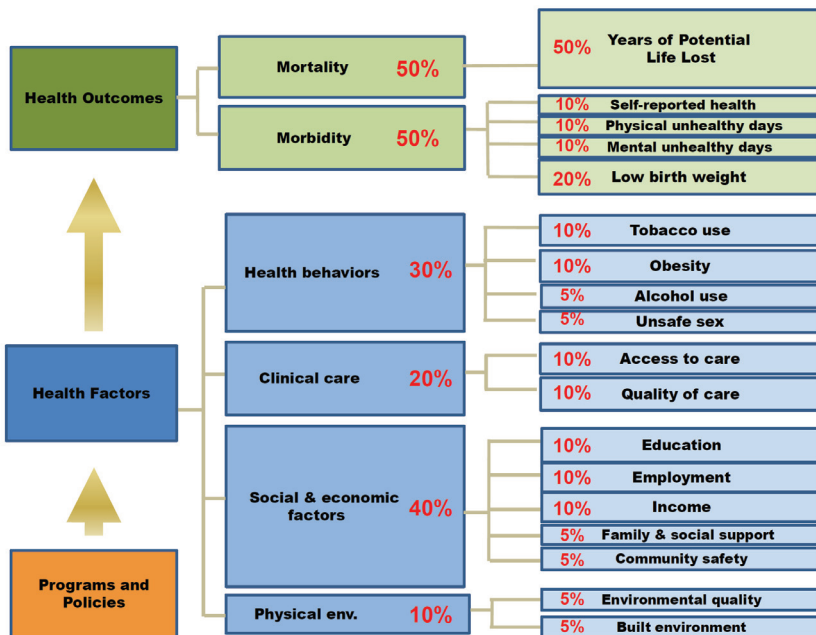 Health Outcomes
Mortality 50%
50% Years of Potential
Life Lost
Morbidity 50%
10% Self-reported health
10% Physical unhealthy days
10% Mental unhealthy days
20% Low birth weight
Health Factors
Health behaviors 30%
10% Tobacco use
10% Obesity
5% Alcohol use
5% Unsafe sex
Clinical care 20%
10% Access to care
10% Quality of care
Social & economic
factors 40%
10% Education
10% Employment
10% Income
5% Family & social support
5% Community safety
Physical env. 10%
5% Environmental quality
5% Built environment
Programs and
Policies